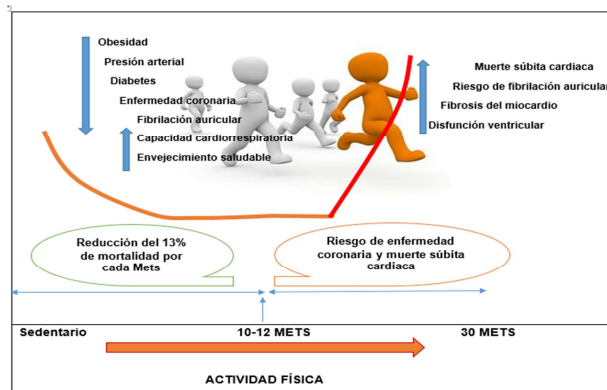 Obesidad
Presión arterial
Diabetes
Enfermedad coronaria
Fibrilación auricular
Capacidad cardiorrespiratoria
Envejecimiento saludable
Muerte súbita cardiaca
Riesgo de fibrilación auricular
Fibrosis del miocardio
Disfunción ventricular
Reducción del 13%
de mortalidad por
cada Mets
Riesgo de enfermedad
coronaria y muerte súbita
cardiaca
Sedentario 10-12 METS 30 METS
ACTIVIDAD FÍSICA